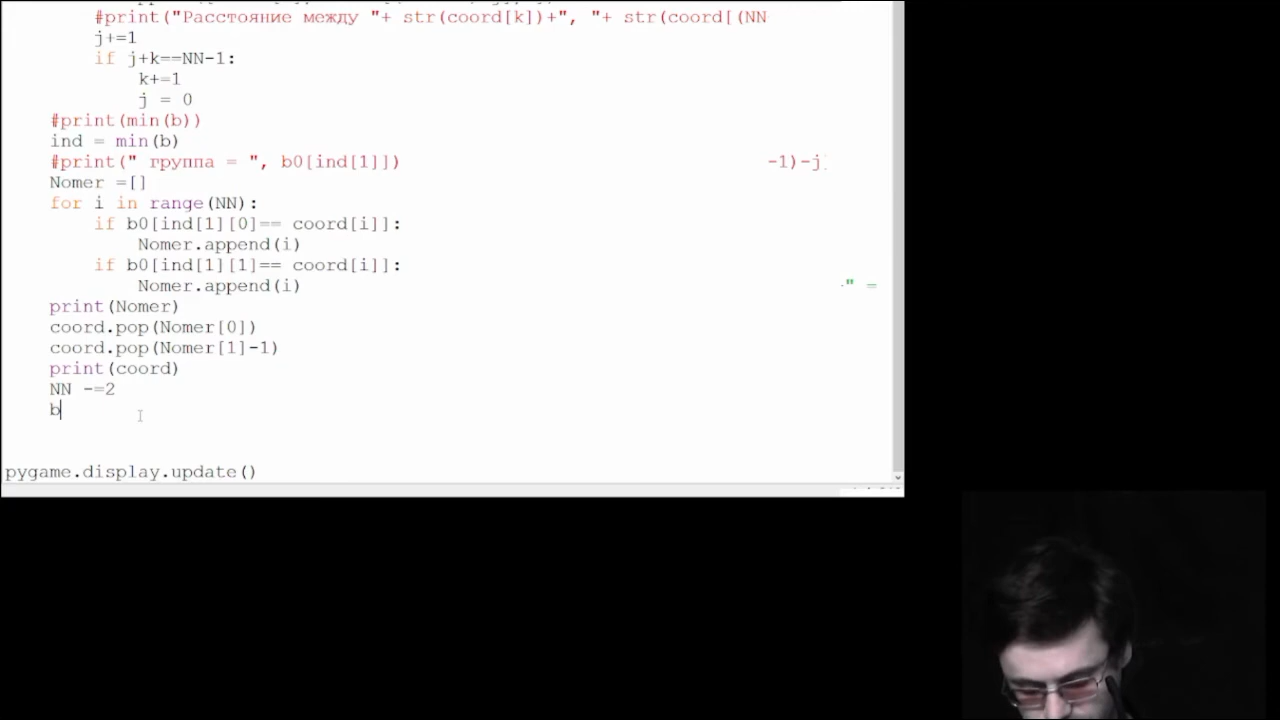 #print("Расстояние между "+ str(coord[k])+", "+ str(coord[(NN
j+=1
if j+k==NN-1:
k+=1
j = 0
#print(min(b))
ind = min(b)
#print(" группа = ", b0[ind[1]]) -1)-j
Nomer =[]
for i in range(NN):
if b0[ind[1][0]== coord[i]]:
Nomer.append(i)
if b0[ind[1][1]== coord[i]]:
Nomer.append(i) " =
print(Nomer)
coord.pop(Nomer[0])
coord.pop(Nomer[1]-1)
print(coord)
NN -=2
b
pygame.display.update()